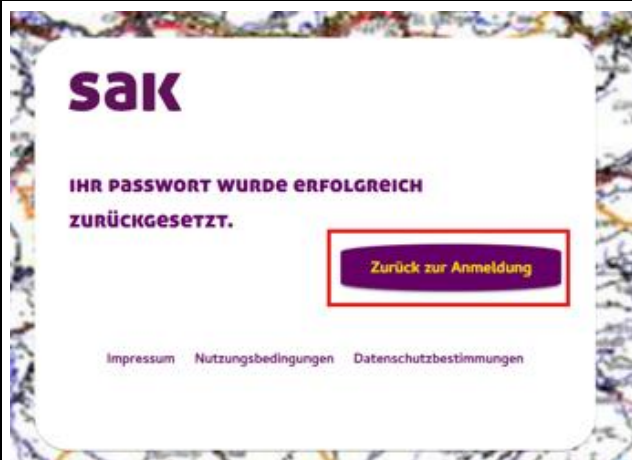 sak
IHR PASSWORT WURDE ERFOLGREICH
ZURÜCKGESETZT.
Zurück zur Anmeldung
Impressum Nutzungsbedingungen Datenschutzbestimmungen